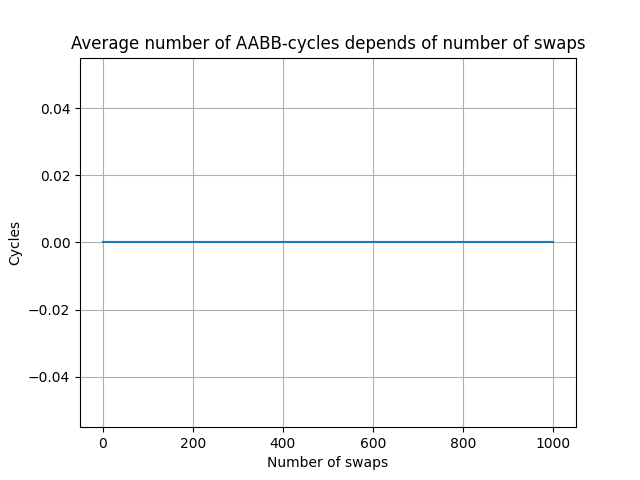 Average number of AABB-cycles depends of number of swaps
0.04
0.02
0.00
−0.02
−0.04
Cycles
0 200 400 600 800 1000
Number of swaps